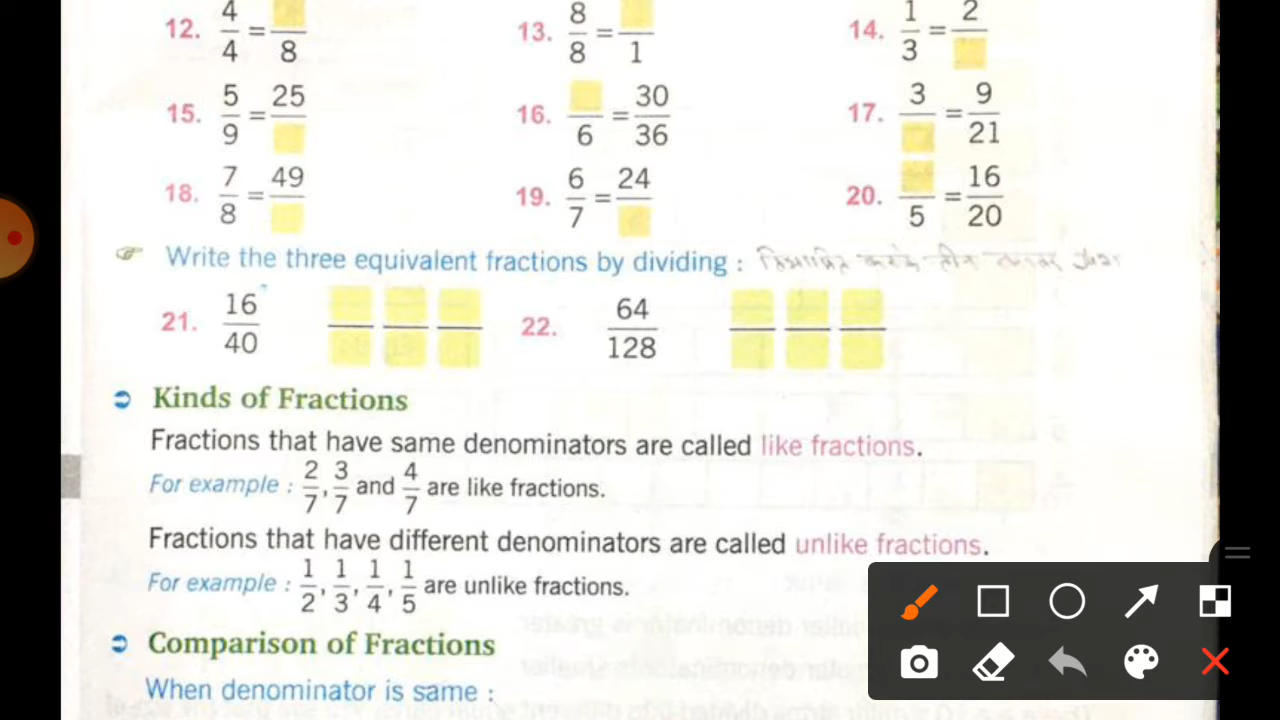 12. 4/4 = /8 13. 8/8 = /1 14. 1/3 = 2/
15. 5/9 = 25/ 16. /6 = 30/36 17. 3/ = 9/21
18. 7/8 = 49/ 19. 6/7 = 24/ 20. /5 = 16/20
Write the three equivalent fractions by dividing :
21. 16/40 22. 64/128
Kinds of Fractions
Fractions that have same denominators are called like fractions.
For example : 2/7, 3/7 and 4/7 are like fractions.
Fractions that have different denominators are called unlike fractions.
For example : 1/2, 1/3, 1/4, 1/5 are unlike fractions.
Comparison of Fractions
When denominator is same :